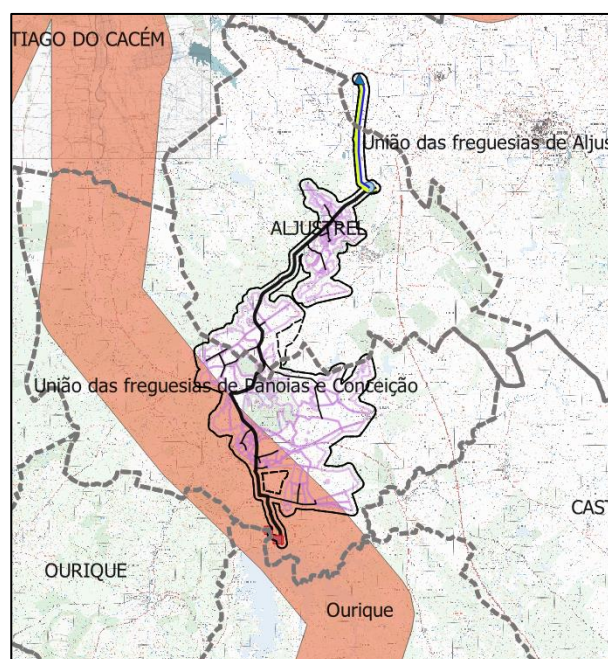 TIAGO DO CACÉM
União das freguesias de Aljus
ALJUSTREL
União das freguesias de Panoias e Conceição
CAST
OURIQUE
Ourique